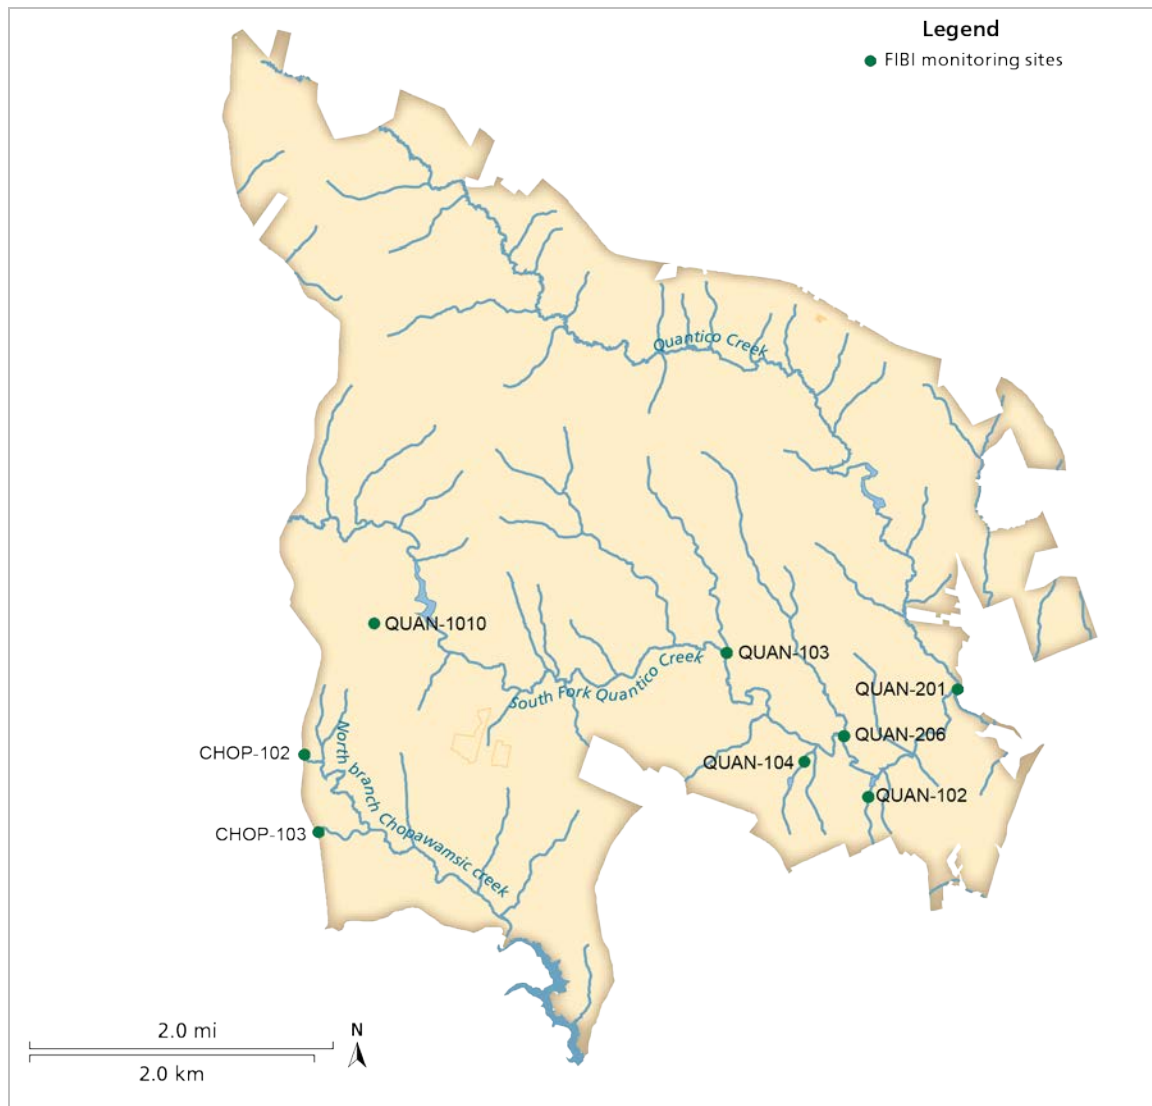 Legend
FIBI monitoring sites
Quantico Creek
QUAN-1010
QUAN-103
South Fork Quantico Creek
QUAN-201
QUAN-206
CHOP-102
QUAN-104
North branch Chopawamsic creek
QUAN-102
CHOP-103
2.0 mi
N
2.0 km